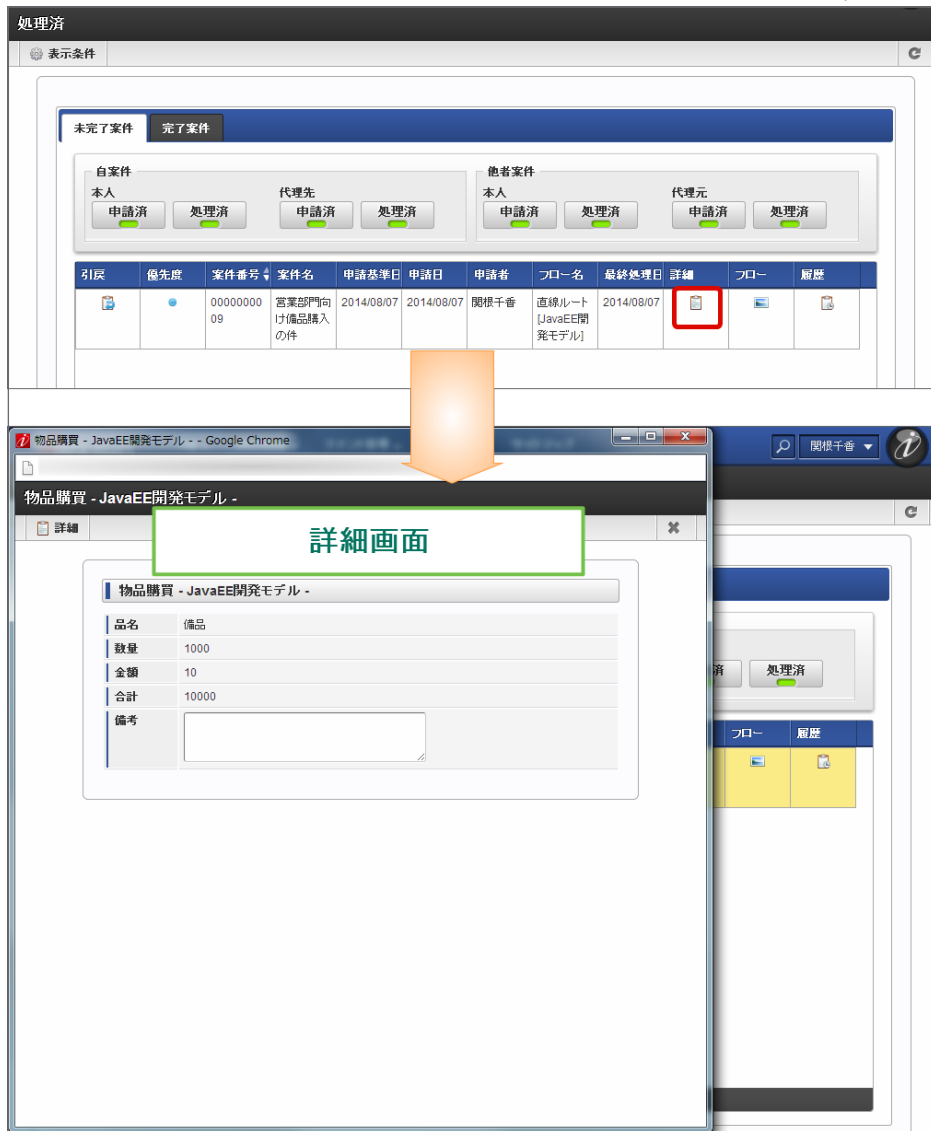 処理済
表示条件
未完了案件 完了案件
自案件 他者案件
本人 代理先 本人 代理元
申請済 処理済 申請済 処理済 申請済 処理済 申請済 処理済
引戻 優先度 案件番号 案件名 申請基準日 申請日 申請者 フロー名 最終処理日 詳細 フロー 履歴
00000000 営業部門向 2014/08/07 2014/08/07 関根千香 直線ルート 2014/08/07
09 け備品購入 [JavaEE開
の件 発モデル]
物品購買 - JavaEE開発モデル - - Google Chrome
関根千香
物品購買 - JavaEE開発モデル -
詳細
詳細画面
物品購買 - JavaEE開発モデル -
品名 備品
数量 1000
金額 10
合計 10000
備考
済 処理済
フロー 履歴